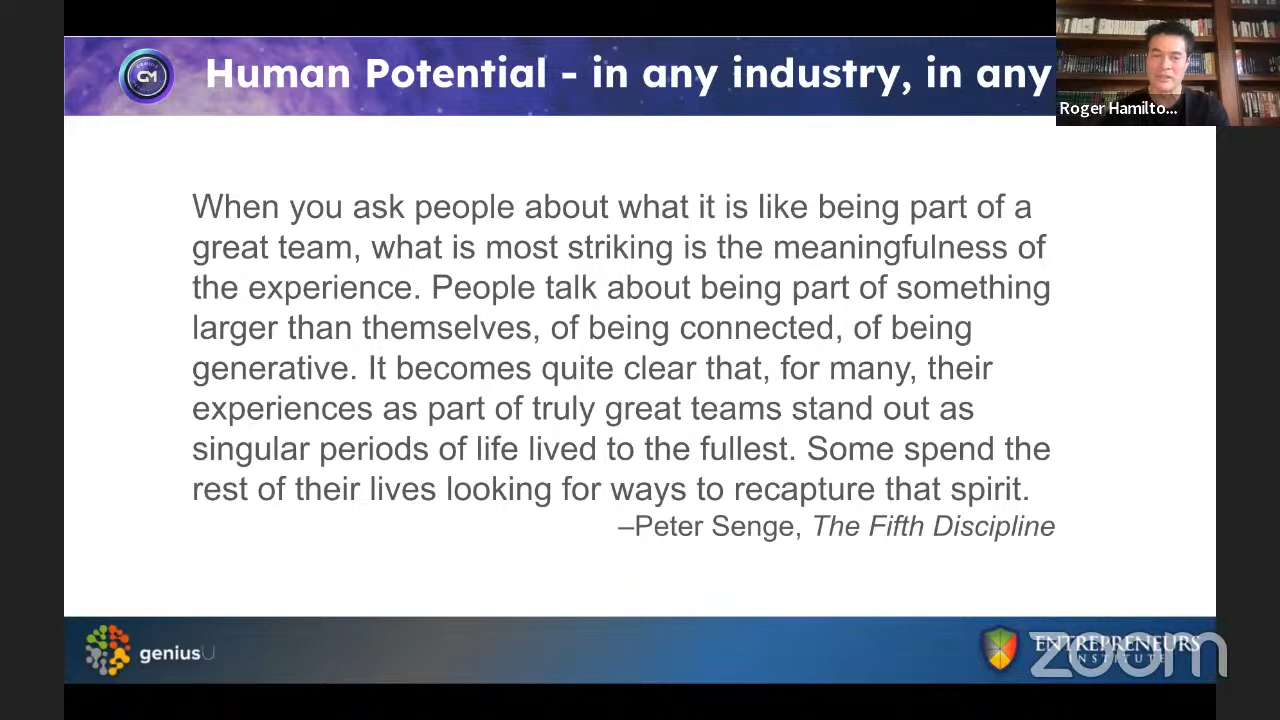 GM
Human Potential - in any industry, in any
Roger Hamilto...
When you ask people about what it is like being part of a
great team, what is most striking is the meaningfulness of
the experience. People talk about being part of something
larger than themselves, of being connected, of being
generative. It becomes quite clear that, for many, their
experiences as part of truly great teams stand out as
singular periods of life lived to the fullest. Some spend the
rest of their lives looking for ways to recapture that spirit.
–Peter Senge, The Fifth Discipline
geniusU
ENTREPRENEURS
INSTITUTE
zoom